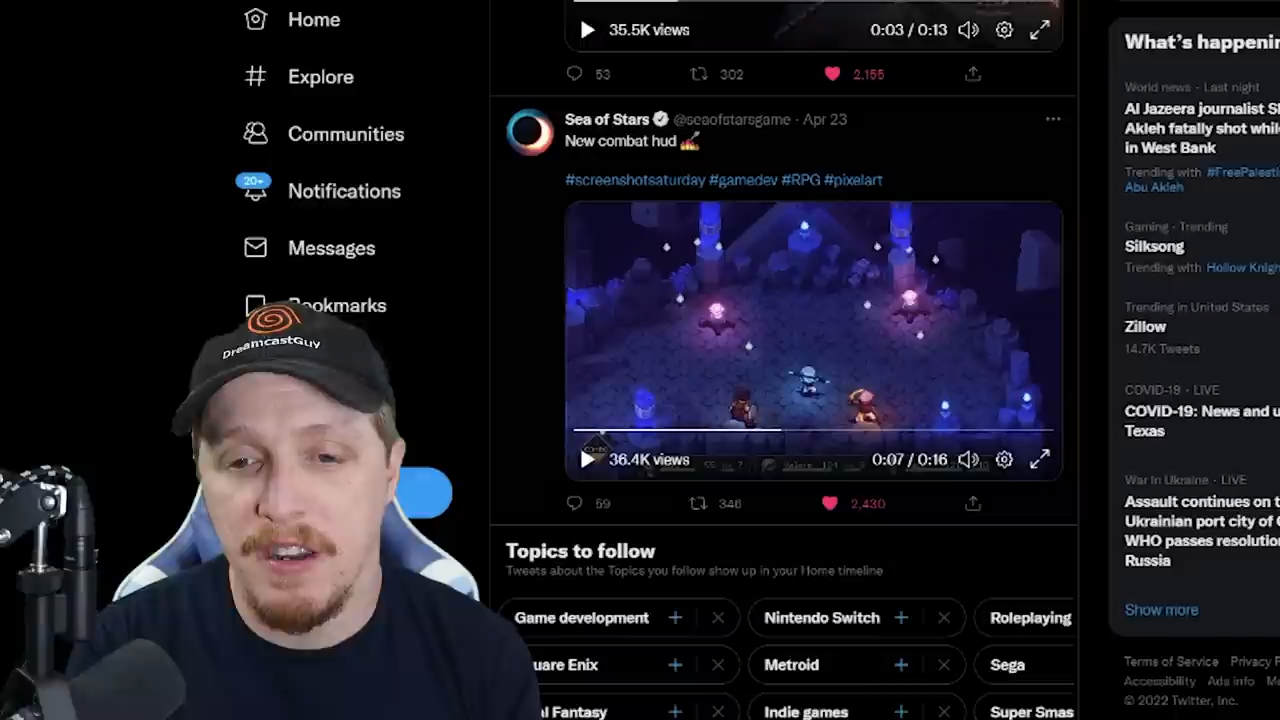 Home
Explore
Communities
20+
Notifications
Messages
Bookmarks
DreamcastGuy
35.5K views
0:03 / 0:13
53
302
2,155
Sea of Stars @seaofstarsgame · Apr 23
New combat hud
#screenshotsaturday #gamedev #RPG #pixelart
36.4K views
0:07 / 0:16
59
346
2,430
Topics to follow
Tweets about the Topics you follow show up in your Home timeline
Game development
Nintendo Switch
Roleplaying
uare Enix
Metroid
Sega
l Fantasy
Indie games
Super Smas
What's happenin
World news · Last night
Al Jazeera journalist S
Akleh fatally shot while
in West Bank
Trending with #FreePalesti
Abu Akleh
Gaming · Trending
Silksong
Trending with Hollow Knigh
Trending in United States
Zillow
14.7K Tweets
COVID-19 · LIVE
COVID-19: News and u
Texas
War in Ukraine · LIVE
Assault continues on t
Ukrainian port city of
WHO passes resolutio
Russia
Show more
Terms of Service Privacy P
Accessibility Ads info M
© 2022 Twitter, Inc.